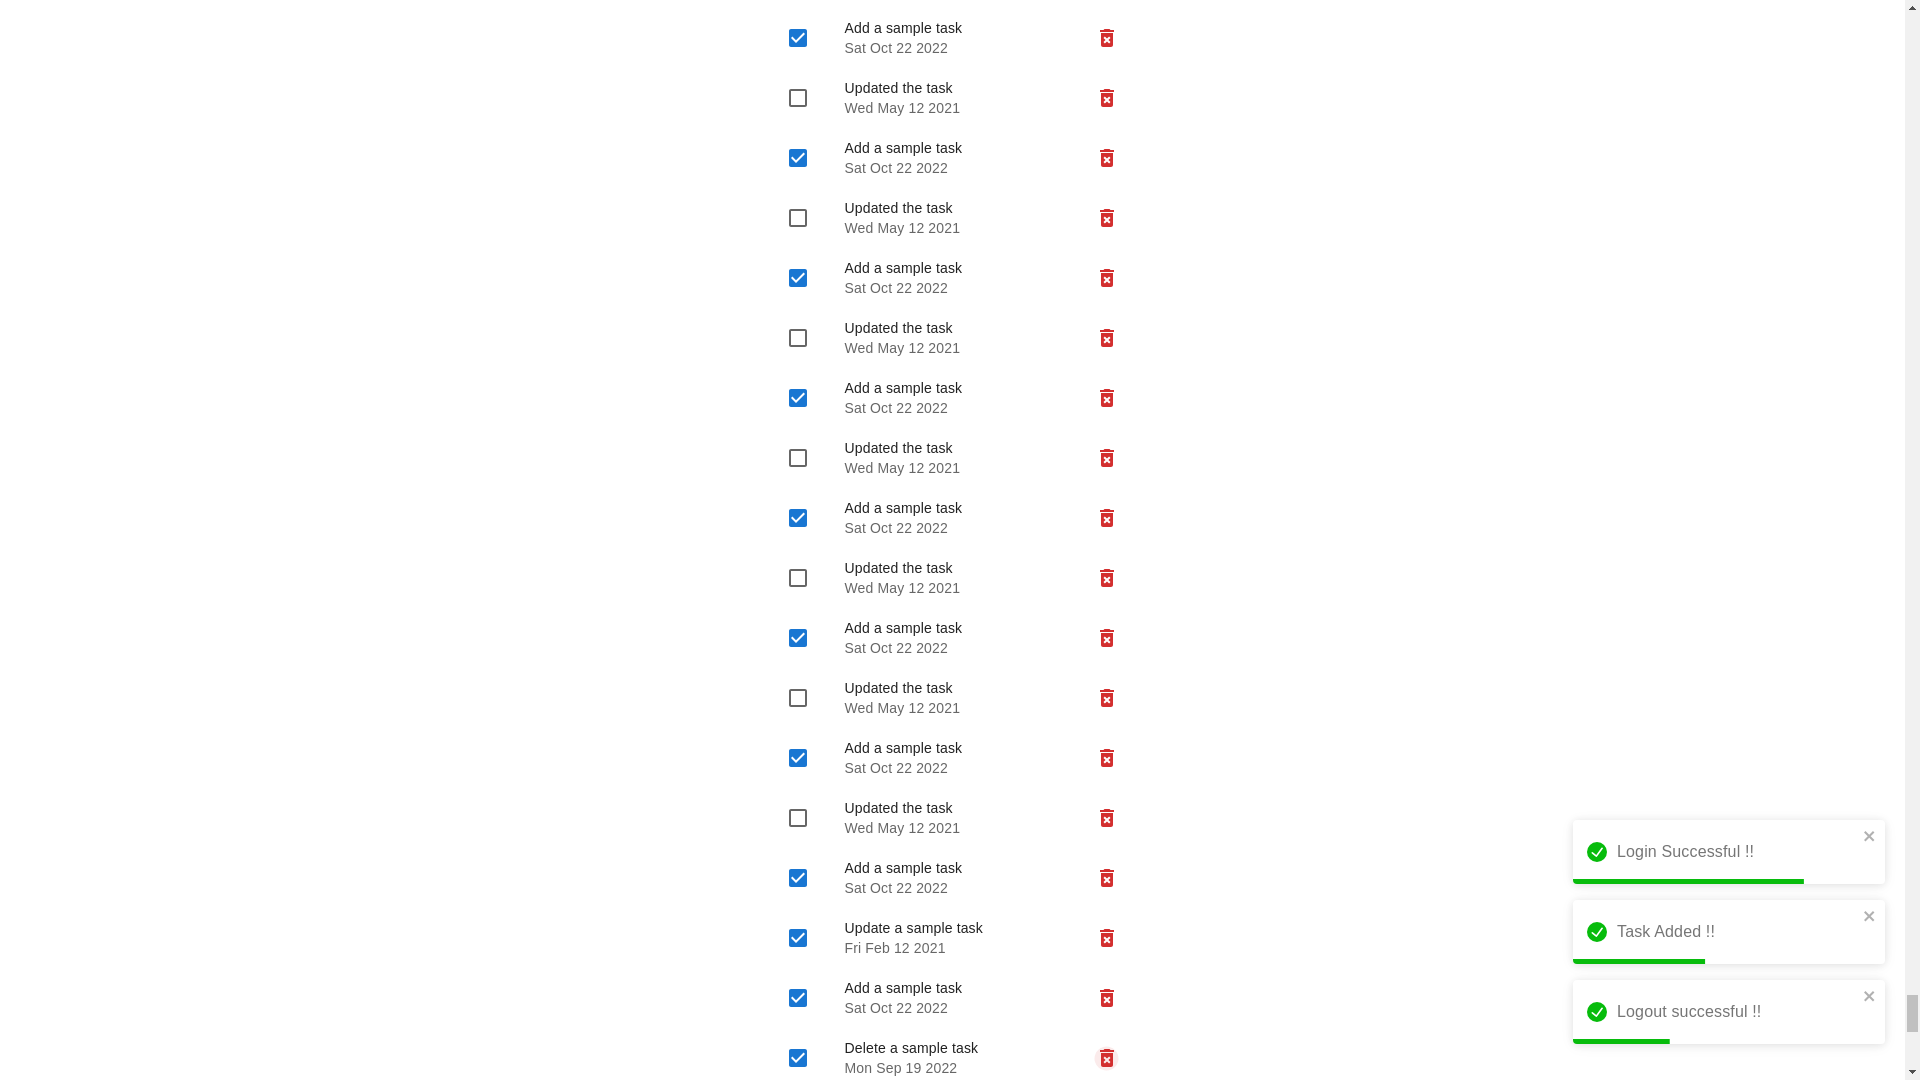 Add a sample task
Sat Oct 22 2022
Updated the task
Wed May 12 2021
Add a sample task
Sat Oct 22 2022
Updated the task
Wed May 12 2021
Add a sample task
Sat Oct 22 2022
Updated the task
Wed May 12 2021
Add a sample task
Sat Oct 22 2022
Updated the task
Wed May 12 2021
Add a sample task
Sat Oct 22 2022
Updated the task
Wed May 12 2021
Add a sample task
Sat Oct 22 2022
Updated the task
Wed May 12 2021
Add a sample task
Sat Oct 22 2022
Updated the task
Wed May 12 2021
Add a sample task
Sat Oct 22 2022
Update a sample task
Fri Feb 12 2021
Add a sample task
Sat Oct 22 2022
Delete a sample task
Mon Sep 19 2022
Login Successful !!
Task Added !!
Logout successful !!